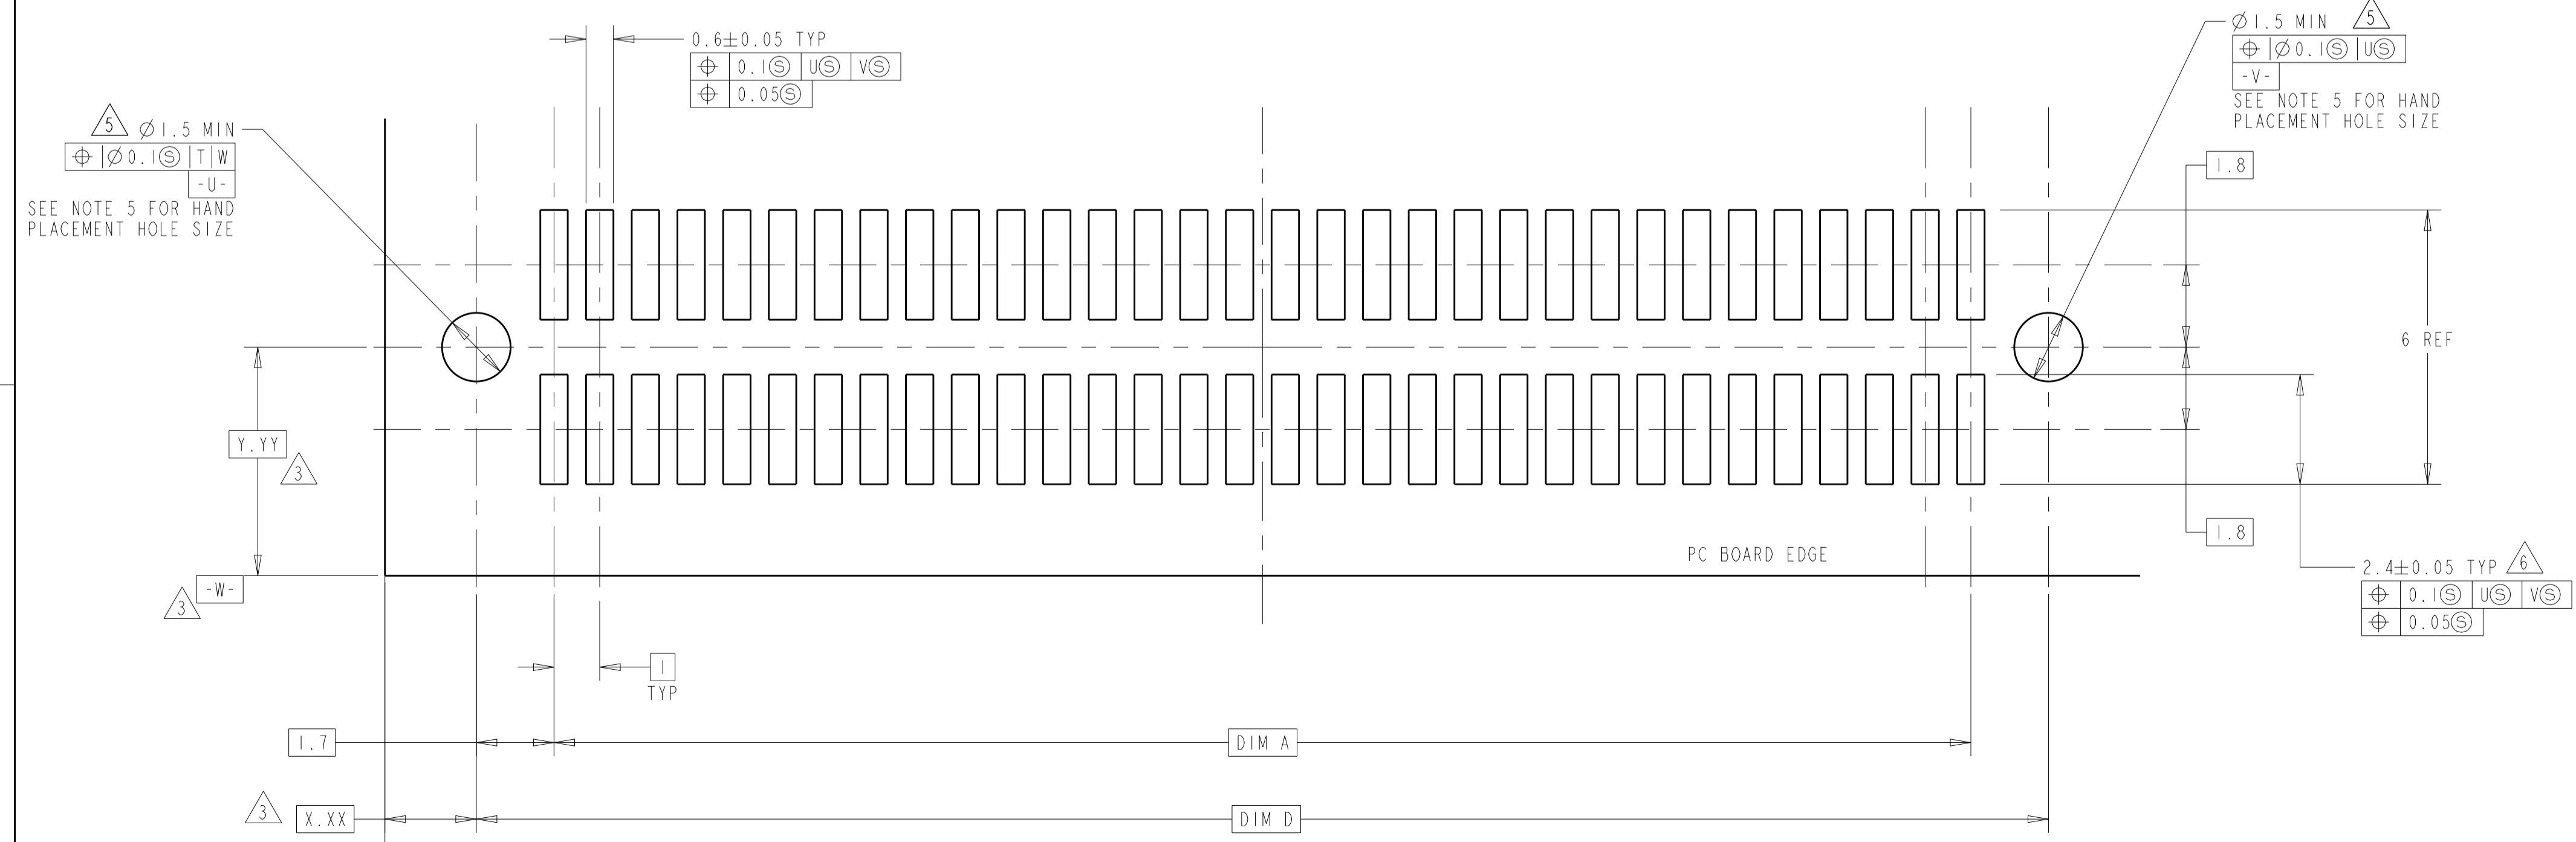 0.6±0.05 TYP
⌖ 0.1Ⓢ UⓈ VⓈ
⌖ 0.05Ⓢ
5 Ø1.5 MIN
⌖ Ø0.1Ⓢ T W
-U-
SEE NOTE 5 FOR HAND
PLACEMENT HOLE SIZE
Ø1.5 MIN 5
⌖ Ø0.1Ⓢ UⓈ
-V-
SEE NOTE 5 FOR HAND
PLACEMENT HOLE SIZE
1.8
6 REF
Y.YY
3
1.8
PC BOARD EDGE
2.4±0.05 TYP 6
⌖ 0.1Ⓢ UⓈ VⓈ
⌖ 0.05Ⓢ
-W-
3
1
TYP
1.7
DIM A
3 X.XX
DIM D